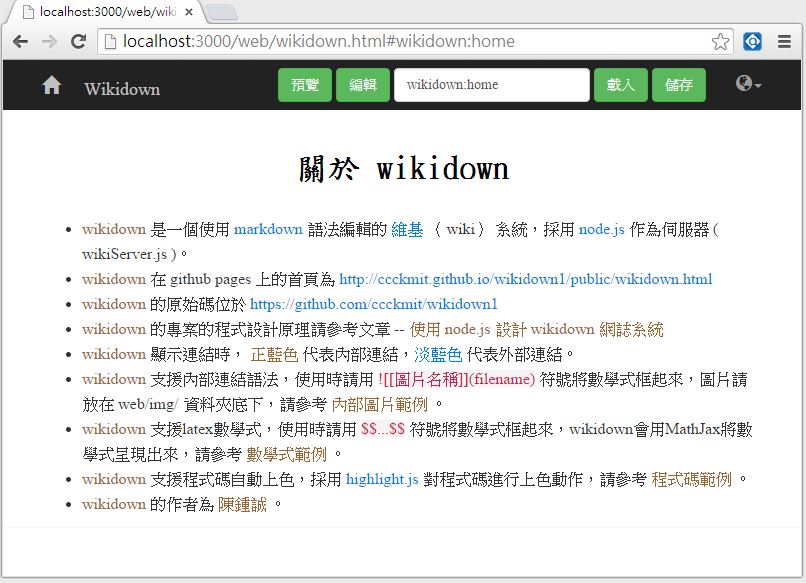 localhost:3000/web/wiki
localhost:3000/web/wikidown.html#wikidown:home
Wikidown 預覽 編輯 wikidown:home 載入 儲存
關於 wikidown
wikidown 是一個使用 markdown 語法編輯的 維基 （ wiki） 系統，採用 node.js 作為伺服器 (
wikiServer.js )。
wikidown 在 github pages 上的首頁為 http://ccckmit.github.io/wikidown1/public/wikidown.html
wikidown 的原始碼位於 https://github.com/ccckmit/wikidown1
wikidown 的專案的程式設計原理請參考文章 -- 使用 node.js 設計 wikidown 網誌系統
wikidown 顯示連結時， 正藍色 代表內部連結，淡藍色 代表外部連結。
wikidown 支援內部連結語法，使用時請用 ![[圖片名稱]](filename) 符號將數學式框起來，圖片請
放在 web/img/ 資料夾底下，請參考 內部圖片範例 。
wikidown 支援latex數學式，使用時請用 $$...$$ 符號將數學式框起來，wikidown會用MathJax將數
學式呈現出來，請參考 數學式範例 。
wikidown 支援程式碼自動上色，採用 highlight.js 對程式碼進行上色動作，請參考 程式碼範例 。
wikidown 的作者為 陳鍾誠 。